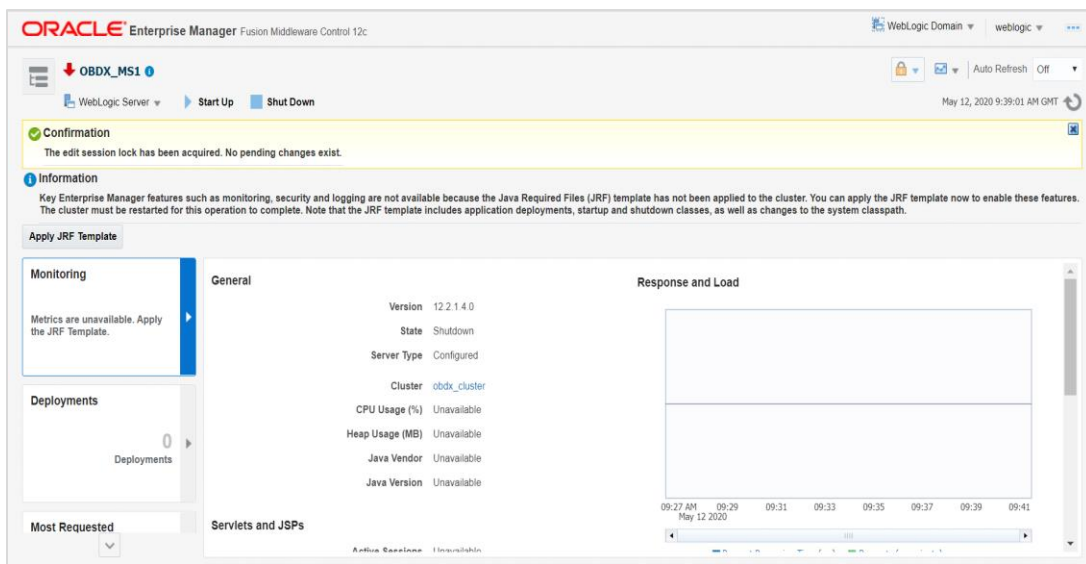 ORACLE Enterprise Manager Fusion Middleware Control 12c
WebLogic Domain
weblogic
OBDX_MS1
Auto Refresh Off
WebLogic Server
Start Up
Shut Down
May 12, 2020 9:39:01 AM GMT
Confirmation
The edit session lock has been acquired. No pending changes exist.
Information
Key Enterprise Manager features such as monitoring, security and logging are not available because the Java Required Files (JRF) template has not been applied to the cluster. You can apply the JRF template now to enable these features.
The cluster must be restarted for this operation to complete. Note that the JRF template includes application deployments, startup and shutdown classes, as well as changes to the system classpath.
Apply JRF Template
Monitoring
Metrics are unavailable. Apply
the JRF Template.
Deployments
0
Deployments
Most Requested
General
Version 12.2.1.4.0
State Shutdown
Server Type Configured
Cluster obdx_cluster
CPU Usage (%) Unavailable
Heap Usage (MB) Unavailable
Java Vendor Unavailable
Java Version Unavailable
Servlets and JSPs
Active Sessions Unavailable
Response and Load
09:27 AM 09:29 09:31 09:33 09:35 09:37 09:39 09:41
May 12 2020